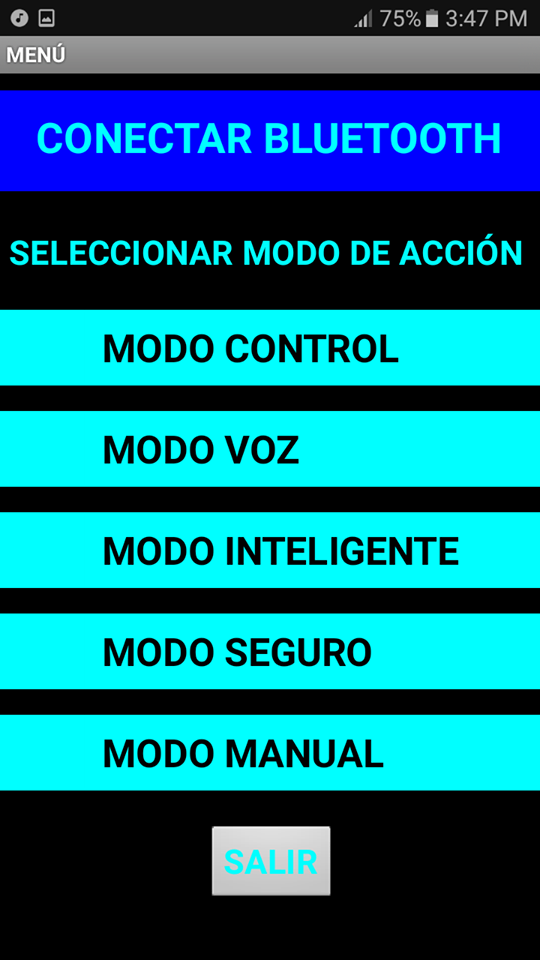 75% 3:47 PM
MENÚ
CONECTAR BLUETOOTH
SELECCIONAR MODO DE ACCIÓN
MODO CONTROL
MODO VOZ
MODO INTELIGENTE
MODO SEGURO
MODO MANUAL
SALIR